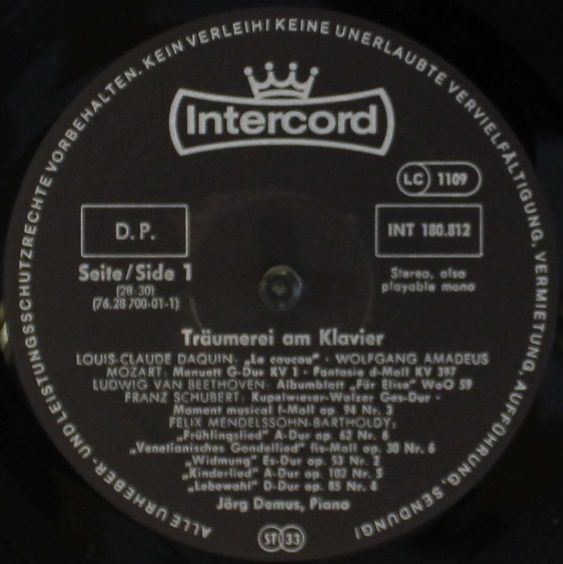 ALLE URHEBER- UND LEISTUNGSSCHUTZRECHTE VORBEHALTEN. KEIN VERLEIH! KEINE UNERLAUBTE VERVIELFÄLTIGUNG, VERMIETUNG, AUFFÜHRUNG, SENDUNG!
Intercord
LC 1109
D. P.
INT 180.812
Seite/Side 1
(28·30)
(76.28 700-01-1)
Stereo, also
playable mono
Träumerei am Klavier
LOUIS-CLAUDE DAQUIN: „Le coucou“ · WOLFGANG AMADEUS
MOZART: Menuett G-Dur KV 1 · Fantasie d-Moll KV 397
LUDWIG VAN BEETHOVEN: Albumblatt „Für Elise“ WoO 59
FRANZ SCHUBERT: Kupelwieser-Walzer Ges-Dur ·
Moment musical f-Moll op. 94 Nr. 3
FELIX MENDELSSOHN-BARTHOLDY:
„Frühlingslied“ A-Dur op. 62 Nr. 6
„Venetianisches Gondellied“ fis-Moll op. 30 Nr. 6
„Widmung“ Es-Dur op. 53 Nr. 2
„Kinderlied“ A-Dur op. 102 Nr. 5
„Lebewohl“ D-Dur op. 85 Nr. 4
Jörg Demus, Piano
ST 33